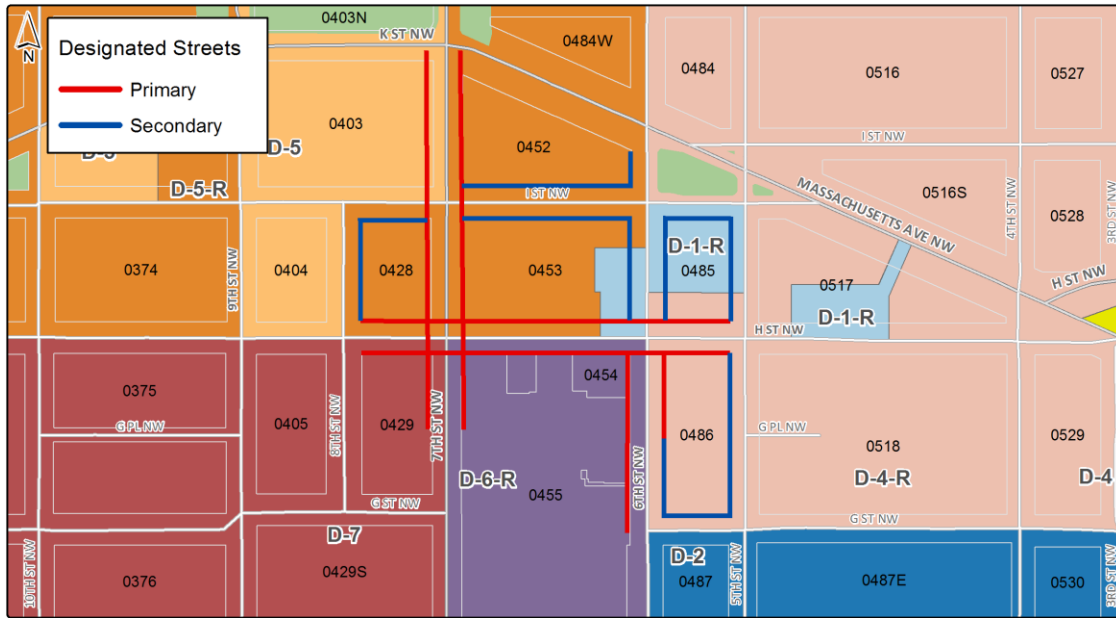 0403N
K ST NW
0484W
N
Designated Streets
Primary
Secondary
0484
0516
0527
0403
I ST NW
D-5
0452
D-5-R
I ST NW
MASSACHUSETTS AVE NW
0516S
4TH ST NW
3RD ST NW
0528
0374
9TH ST NW
0404
0428
0453
D-1-R
0485
0517
D-1-R
H ST NW
H ST NW
0375
G PL NW
0405
8TH ST NW
0429
7TH ST NW
0454
0486
G PL NW
0518
0529
D-6-R
0455
6TH ST NW
D-4-R
D-4
G ST NW
G ST NW
D-7
D-2
10TH ST NW
0376
0429S
0487
5TH ST NW
0487E
0530
3RD ST NW